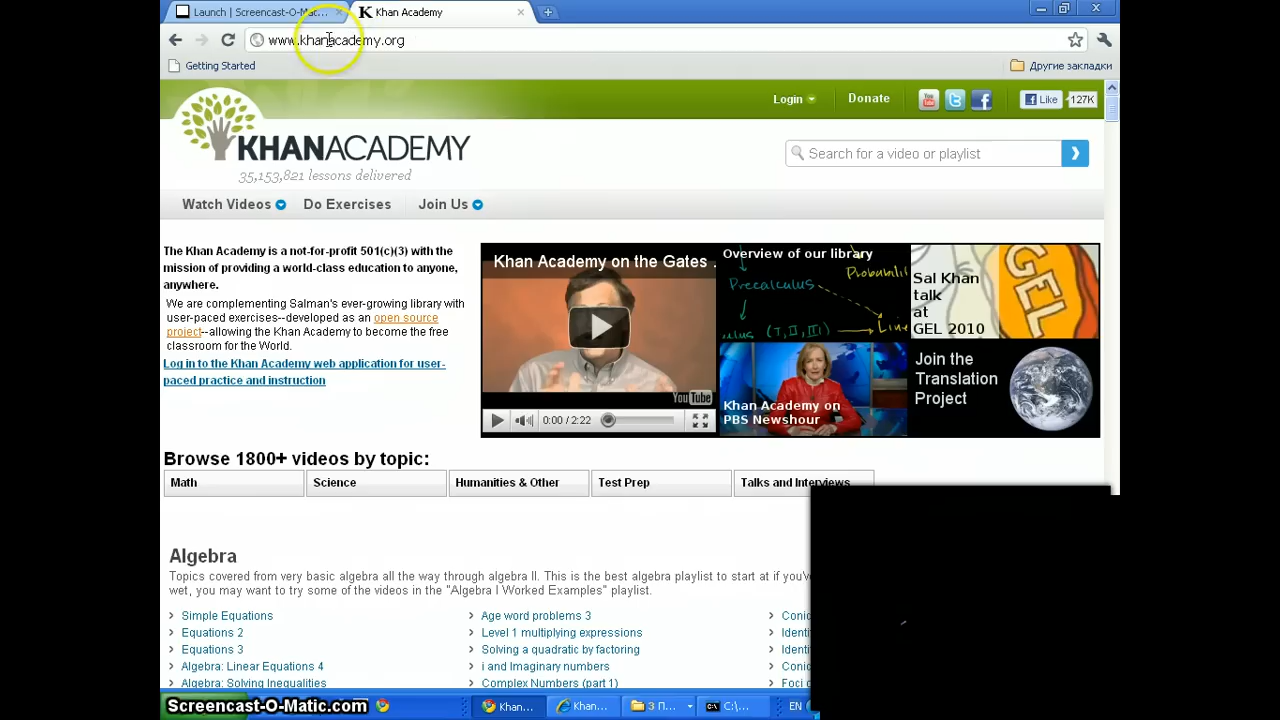 Launch | Screencast-O-Mat...
Khan Academy
www.khanacademy.org
Getting Started
Другие закладки
Login
Donate
You
Like
127K
KHANACADEMY
35,153,821 lessons delivered
Search for a video or playlist
Watch Videos
Do Exercises
Join Us
The Khan Academy is a not-for-profit 501(c)(3) with the
mission of providing a world-class education to anyone,
anywhere.
We are complementing Salman's ever-growing library with
user-paced exercises--developed as an open source
project--allowing the Khan Academy to become the free
classroom for the World.
Log in to the Khan Academy web application for user-
paced practice and instruction
Khan Academy on the Gates
YouTube
0:00 / 2:22
Overview of our library
Precalculus
(I, II, III)
Khan Academy on
PBS Newshour
Sal Khan
talk
at
GEL 2010
GEL
Join the
Translation
Project
Browse 1800+ videos by topic:
Math
Science
Humanities & Other
Test Prep
Talks and Interviews
Algebra
Topics covered from very basic algebra all the way through algebra II. This is the best algebra playlist to start at if you'v
wet, you may want to try some of the videos in the "Algebra I Worked Examples" playlist.
Simple Equations
Age word problems 3
Conic
Equations 2
Level 1 multiplying expressions
Identi
Equations 3
Solving a quadratic by factoring
Identi
Algebra: Linear Equations 4
i and Imaginary numbers
Conic
Algebra: Solving Inequalities
Complex Numbers (part 1)
Foci o
Screencast-O-Matic.com
Khan...
Khan...
3 П...
C:\...
EN